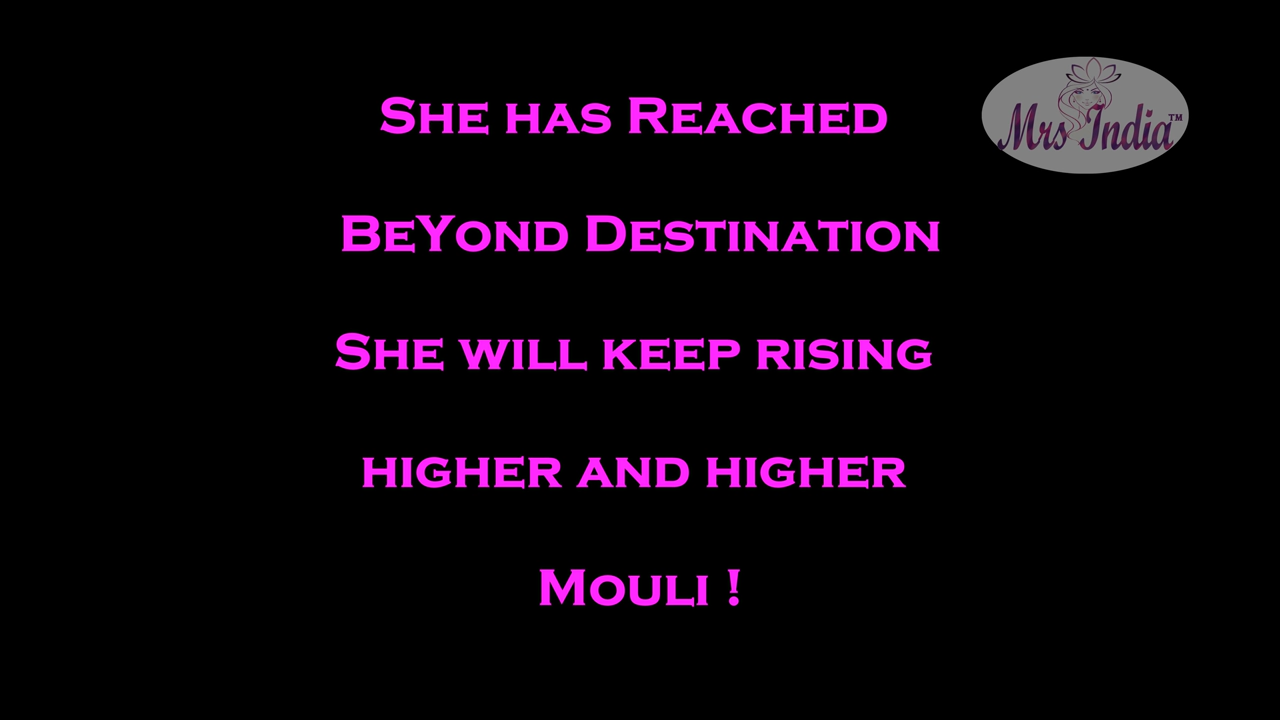 She has Reached
Mrs India™
BeYond Destination
She will keep rising
higher and higher
Mouli !